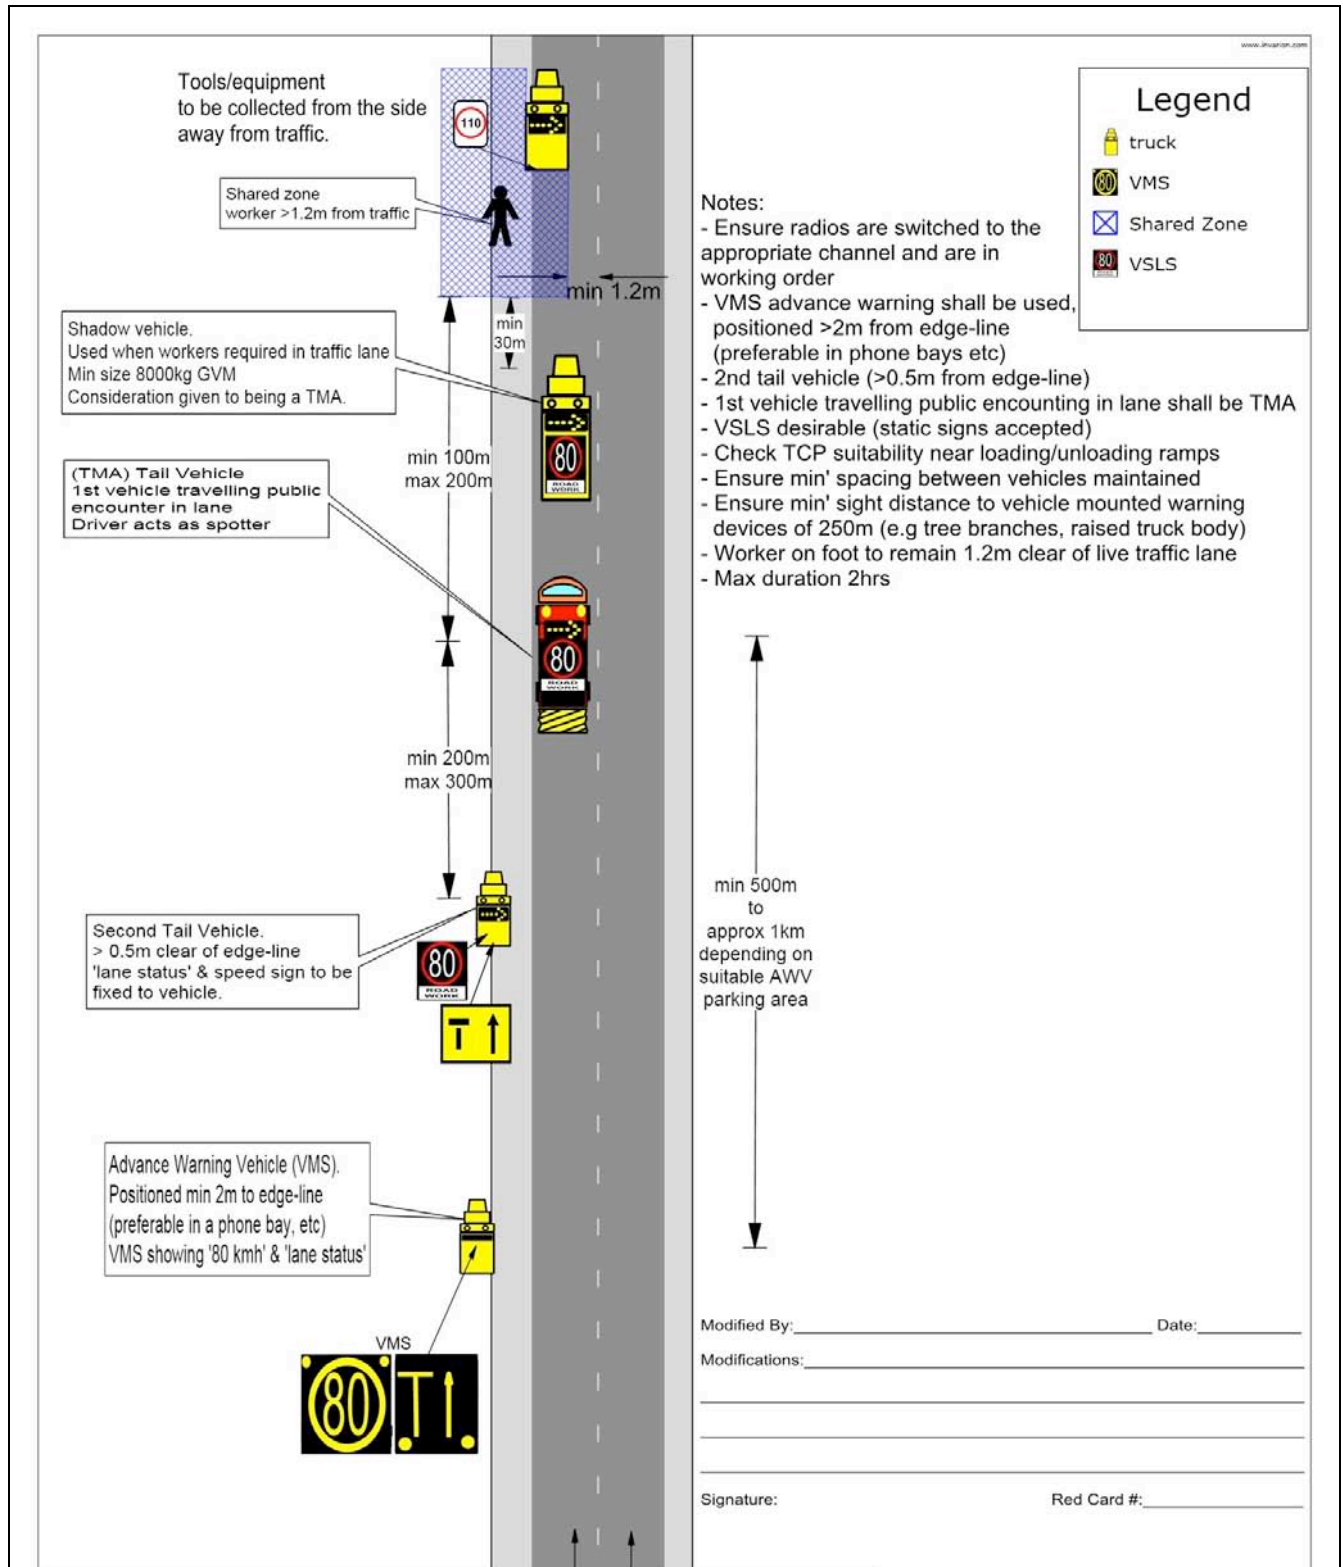 www.invarion.com
Tools/equipment
to be collected from the side
away from traffic.
110
Shared zone
worker >1.2m from traffic
Legend
truck
80
VMS
Shared Zone
80
VSLS
Notes:
- Ensure radios are switched to the
appropriate channel and are in
working order
- VMS advance warning shall be used,
positioned >2m from edge-line
(preferable in phone bays etc)
- 2nd tail vehicle (>0.5m from edge-line)
- 1st vehicle travelling public encounting in lane shall be TMA
- VSLS desirable (static signs accepted)
- Check TCP suitability near loading/unloading ramps
- Ensure min' spacing between vehicles maintained
- Ensure min' sight distance to vehicle mounted warning
devices of 250m (e.g tree branches, raised truck body)
- Worker on foot to remain 1.2m clear of live traffic lane
- Max duration 2hrs
min 1.2m
min
30m
Shadow vehicle.
Used when workers required in traffic lane
Min size 8000kg GVM
Consideration given to being a TMA.
80
ROAD
WORK
min 100m
max 200m
(TMA) Tail Vehicle
1st vehicle travelling public
encounter in lane
Driver acts as spotter
80
ROAD
WORK
min 200m
max 300m
min 500m
to
approx 1km
depending on
suitable AWV
parking area
Second Tail Vehicle.
> 0.5m clear of edge-line
'lane status' & speed sign to be
fixed to vehicle.
80
ROAD
WORK
Advance Warning Vehicle (VMS).
Positioned min 2m to edge-line
(preferable in a phone bay, etc)
VMS showing '80 kmh' & 'lane status'
VMS
80
Modified By: Date:
Modifications:
Signature: Red Card #: